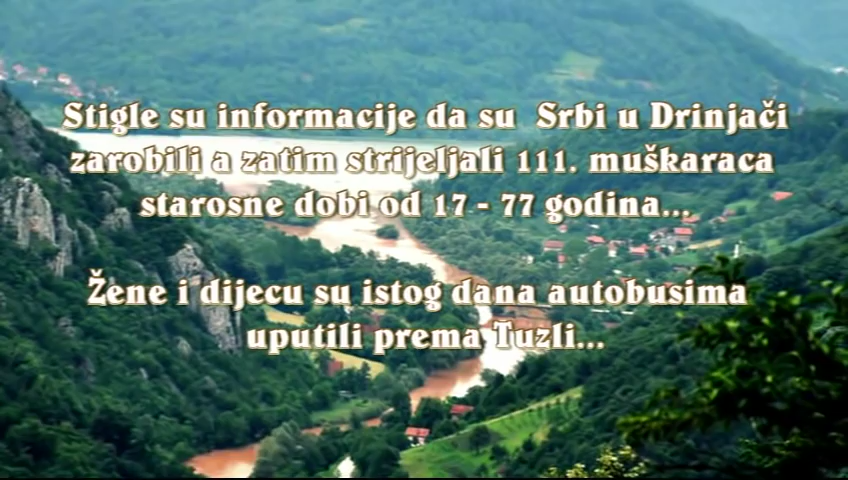 Stigle su informacije da su Srbi u Drinjači
zarobili a zatim strijeljali 111. muškaraca
starosne dobi od 17 - 77 godina...
Žene i dijecu su istog dana autobusima
uputili prema Tuzli...